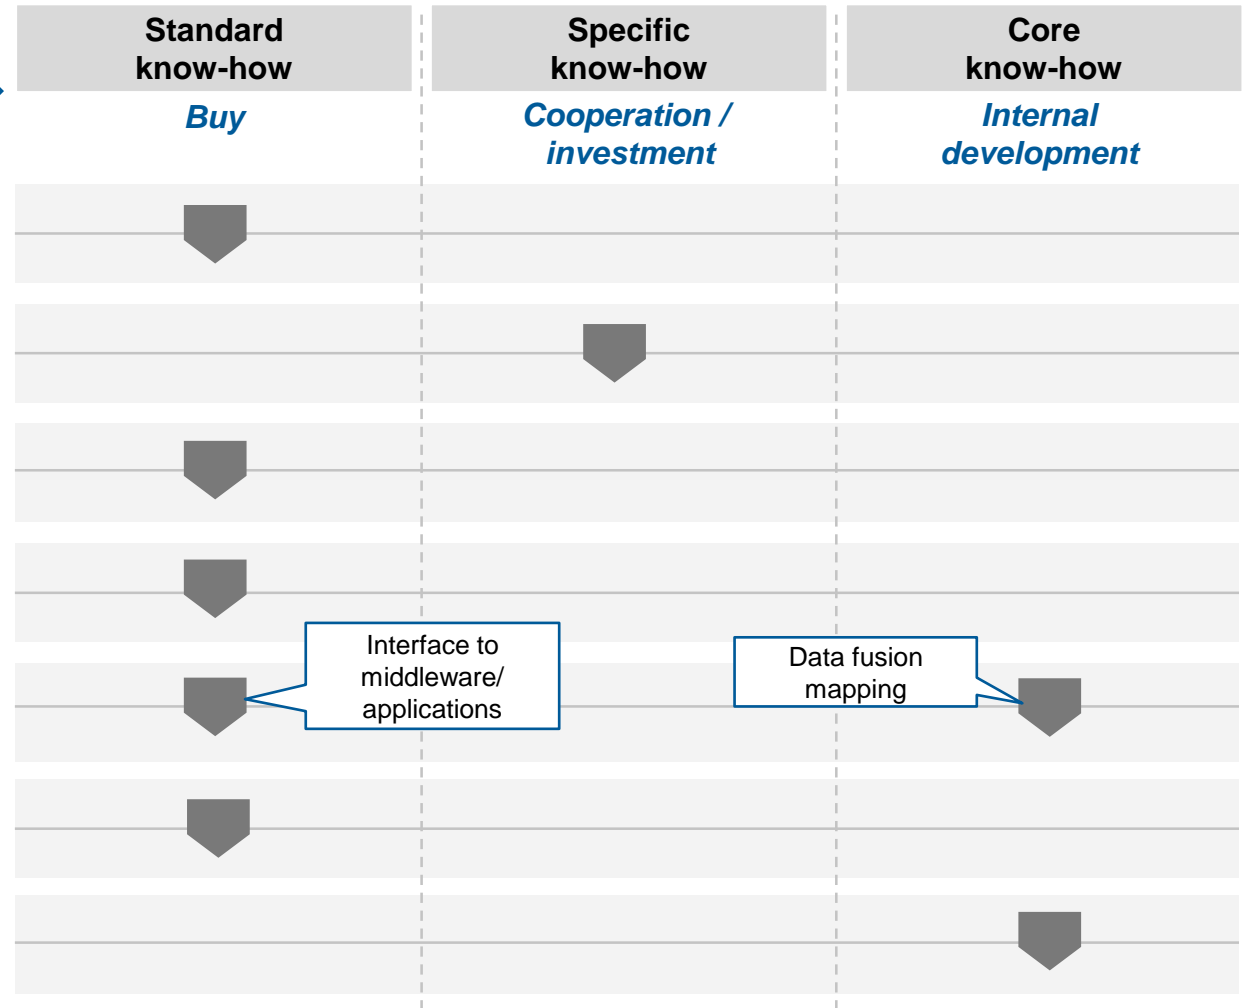 Standard
know-how
Specific
know-how
Core
know-how
Buy
Cooperation /
investment
Internal
development
Interface to
middleware/
applications
Data fusion
mapping